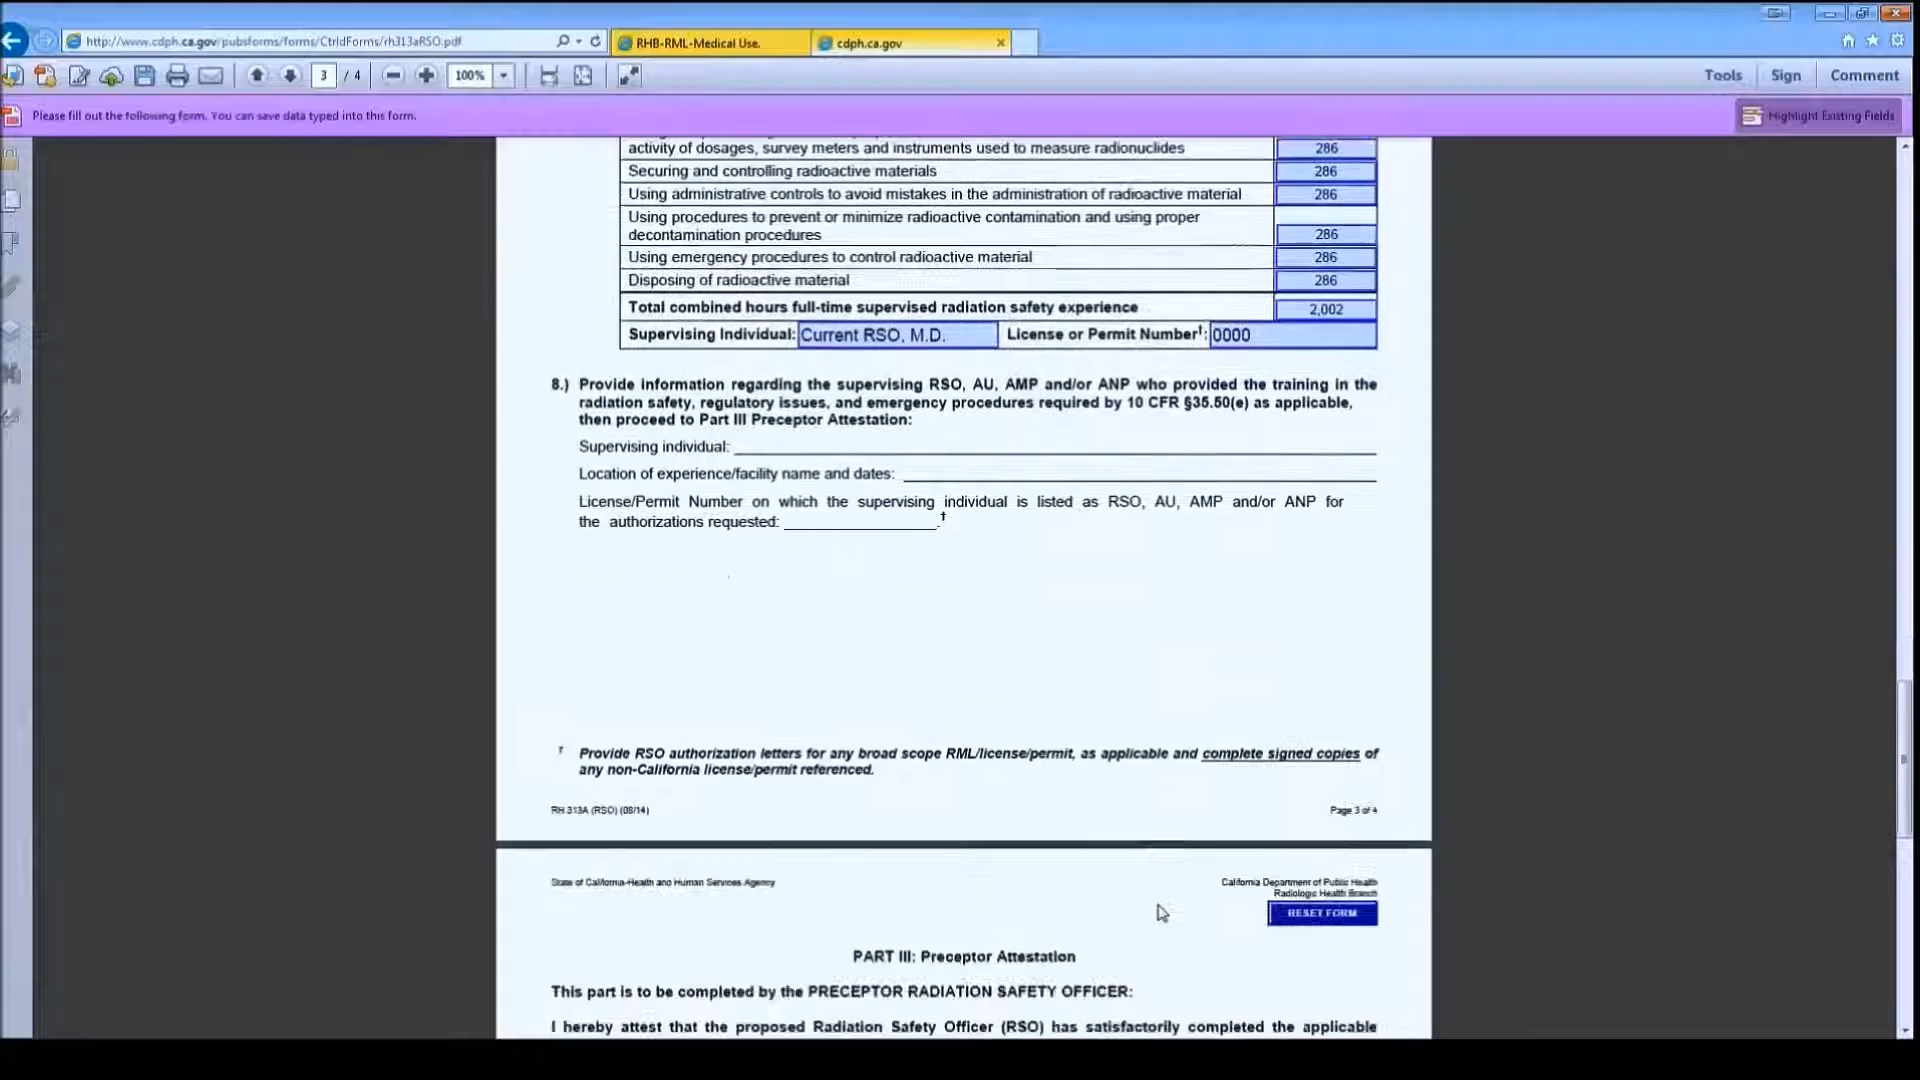 http://www.cdph.ca.gov/pubsforms/forms/CtrldForms/rh313aRSO.pdf
RHB-RML-Medical Use.
cdph.ca.gov
3 / 4
100%
Tools
Sign
Comment
Please fill out the following form. You can save data typed into this form.
Highlight Existing Fields
activity of dosages, survey meters and instruments used to measure radionuclides 286
Securing and controlling radioactive materials 286
Using administrative controls to avoid mistakes in the administration of radioactive material 286
Using procedures to prevent or minimize radioactive contamination and using proper
decontamination procedures 286
Using emergency procedures to control radioactive material 286
Disposing of radioactive material 286
Total combined hours full-time supervised radiation safety experience 2,002
Supervising Individual: Current RSO, M.D. License or Permit Number†: 0000
8.) Provide information regarding the supervising RSO, AU, AMP and/or ANP who provided the training in the
radiation safety, regulatory issues, and emergency procedures required by 10 CFR §35.50(e) as applicable,
then proceed to Part III Preceptor Attestation:
Supervising individual:
Location of experience/facility name and dates:
License/Permit Number on which the supervising individual is listed as RSO, AU, AMP and/or ANP for
the authorizations requested: .†
† Provide RSO authorization letters for any broad scope RML/license/permit, as applicable and complete signed copies of
any non-California license/permit referenced.
RH 313A (RSO) (08/14)
Page 3 of 4
State of California-Health and Human Services Agency
California Department of Public Health
Radiologic Health Branch
RESET FORM
PART III: Preceptor Attestation
This part is to be completed by the PRECEPTOR RADIATION SAFETY OFFICER:
I hereby attest that the proposed Radiation Safety Officer (RSO) has satisfactorily completed the applicable